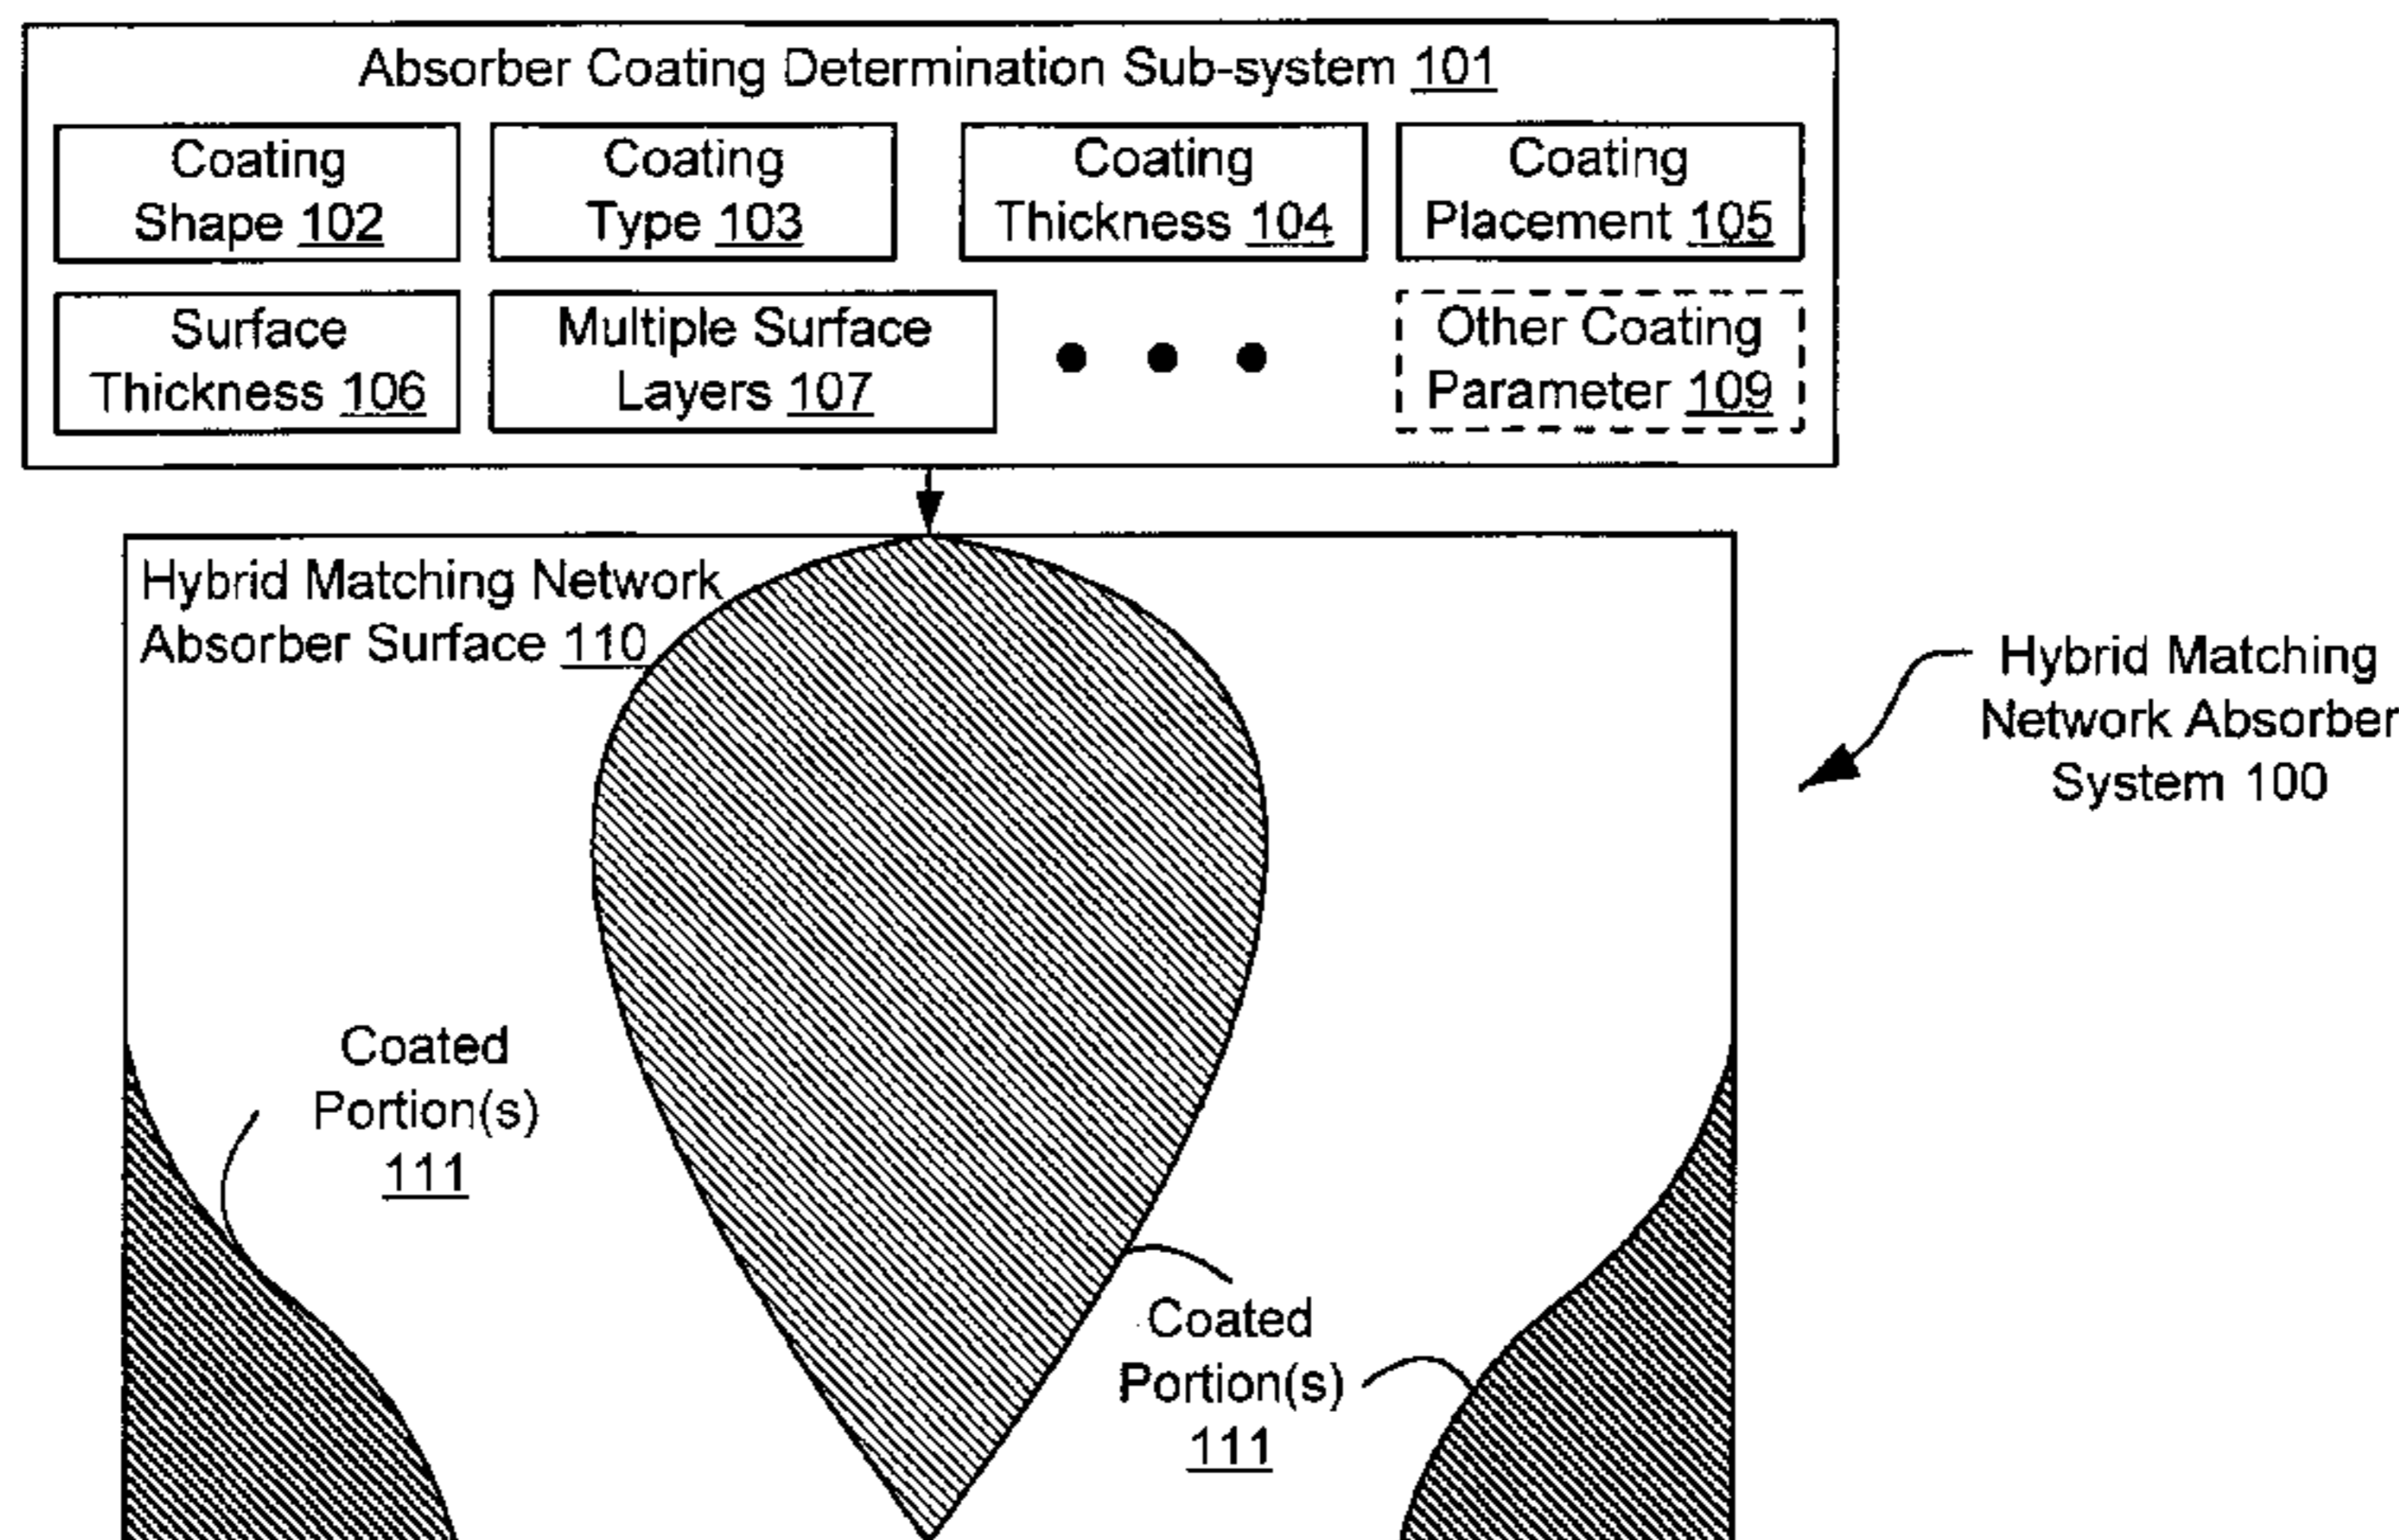 Absorber Coating Determination Sub-system 101
Coating
Shape 102
Coating
Type 103
Coating
Thickness 104
Coating
Placement 105
Surface
Thickness 106
Multiple Surface
Layers 107
Other Coating
Parameter 109
Hybrid Matching Network
Absorber Surface 110
Hybrid Matching
Network Absorber
System 100
Coated
Portion(s)
111
Coated
Portion(s)
111